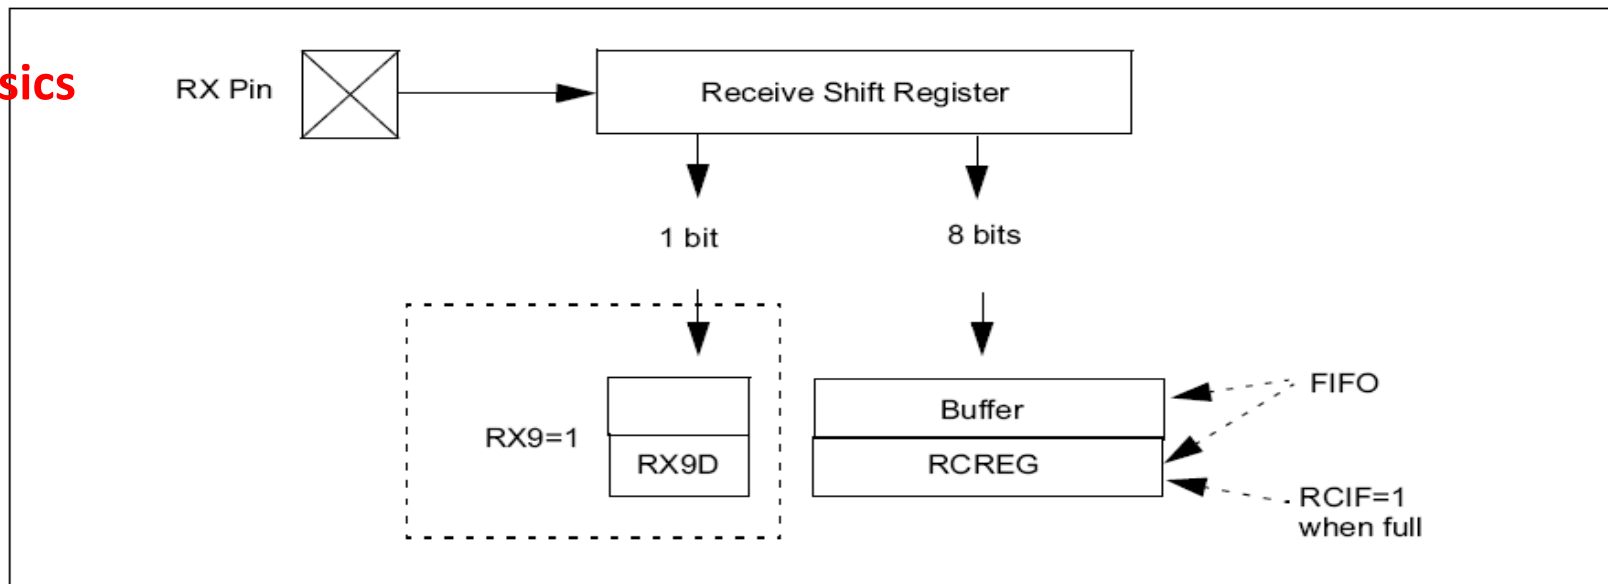 sics
RX Pin
Receive Shift Register
1 bit
8 bits
FIFO
Buffer
RX9=1
RX9D
RCREG
RCIF=1
when full